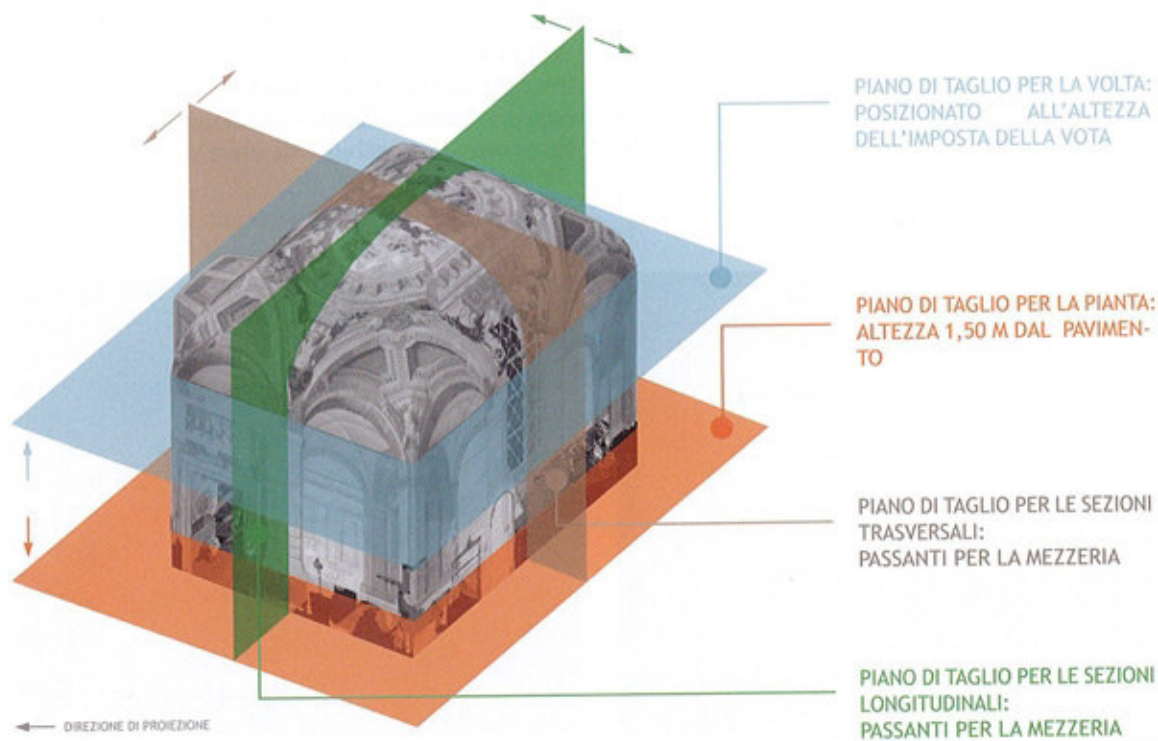 PIANO DI TAGLIO PER LA VOLTA:
POSIZIONATO ALL'ALTEZZA
DELL'IMPOSTA DELLA VOTA
PIANO DI TAGLIO PER LA PIANTA:
ALTEZZA 1,50 M DAL PAVIMEN-
TO
PIANO DI TAGLIO PER LE SEZIONI
TRASVERSALI:
PASSANTI PER LA MEZZERIA
PIANO DI TAGLIO PER LE SEZIONI
LONGITUDINALI:
PASSANTI PER LA MEZZERIA
DIREZIONE DI PROIEZIONE